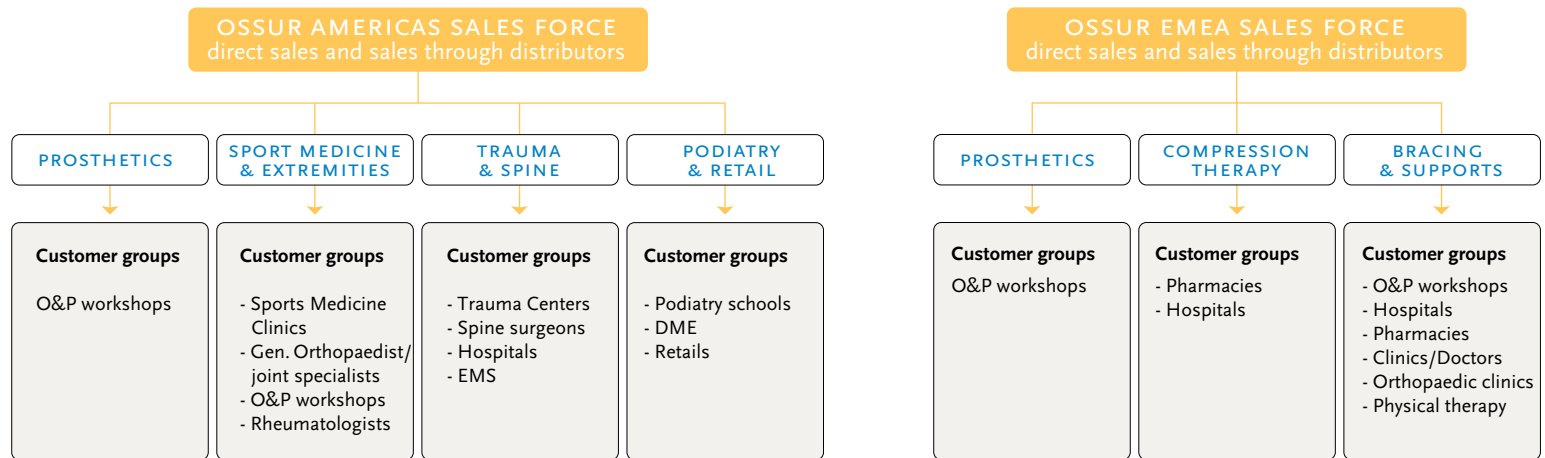 OSSUR AMERICAS SALES FORCE
direct sales and sales through distributors
PROSTHETICS
SPORT MEDICINE
& EXTREMITIES
TRAUMA
& SPINE
PODIATRY
& RETAIL
Customer groups
O&P workshops
Customer groups
- Sports Medicine
Clinics
- Gen. Orthopaedist/
joint specialists
- O&P workshops
- Rheumatologists
Customer groups
- Trauma Centers
- Spine surgeons
- Hospitals
- EMS
Customer groups
- Podiatry schools
- DME
- Retails
OSSUR EMEA SALES FORCE
direct sales and sales through distributors
PROSTHETICS
COMPRESSION
THERAPY
BRACING
& SUPPORTS
Customer groups
O&P workshops
Customer groups
- Pharmacies
- Hospitals
Customer groups
- O&P workshops
- Hospitals
- Pharmacies
- Clinics/Doctors
- Orthopaedic clinics
- Physical therapy